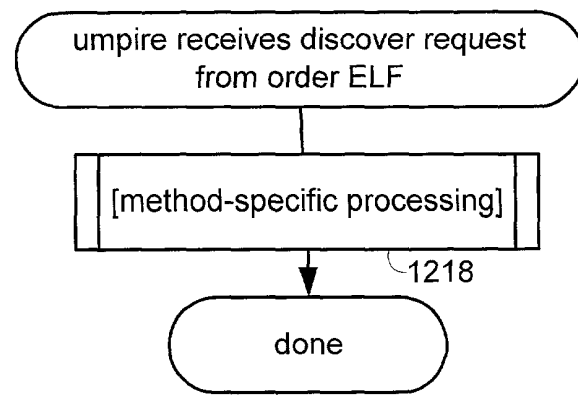 umpire receives discover request
from order ELF
[method-specific processing]
1218
done